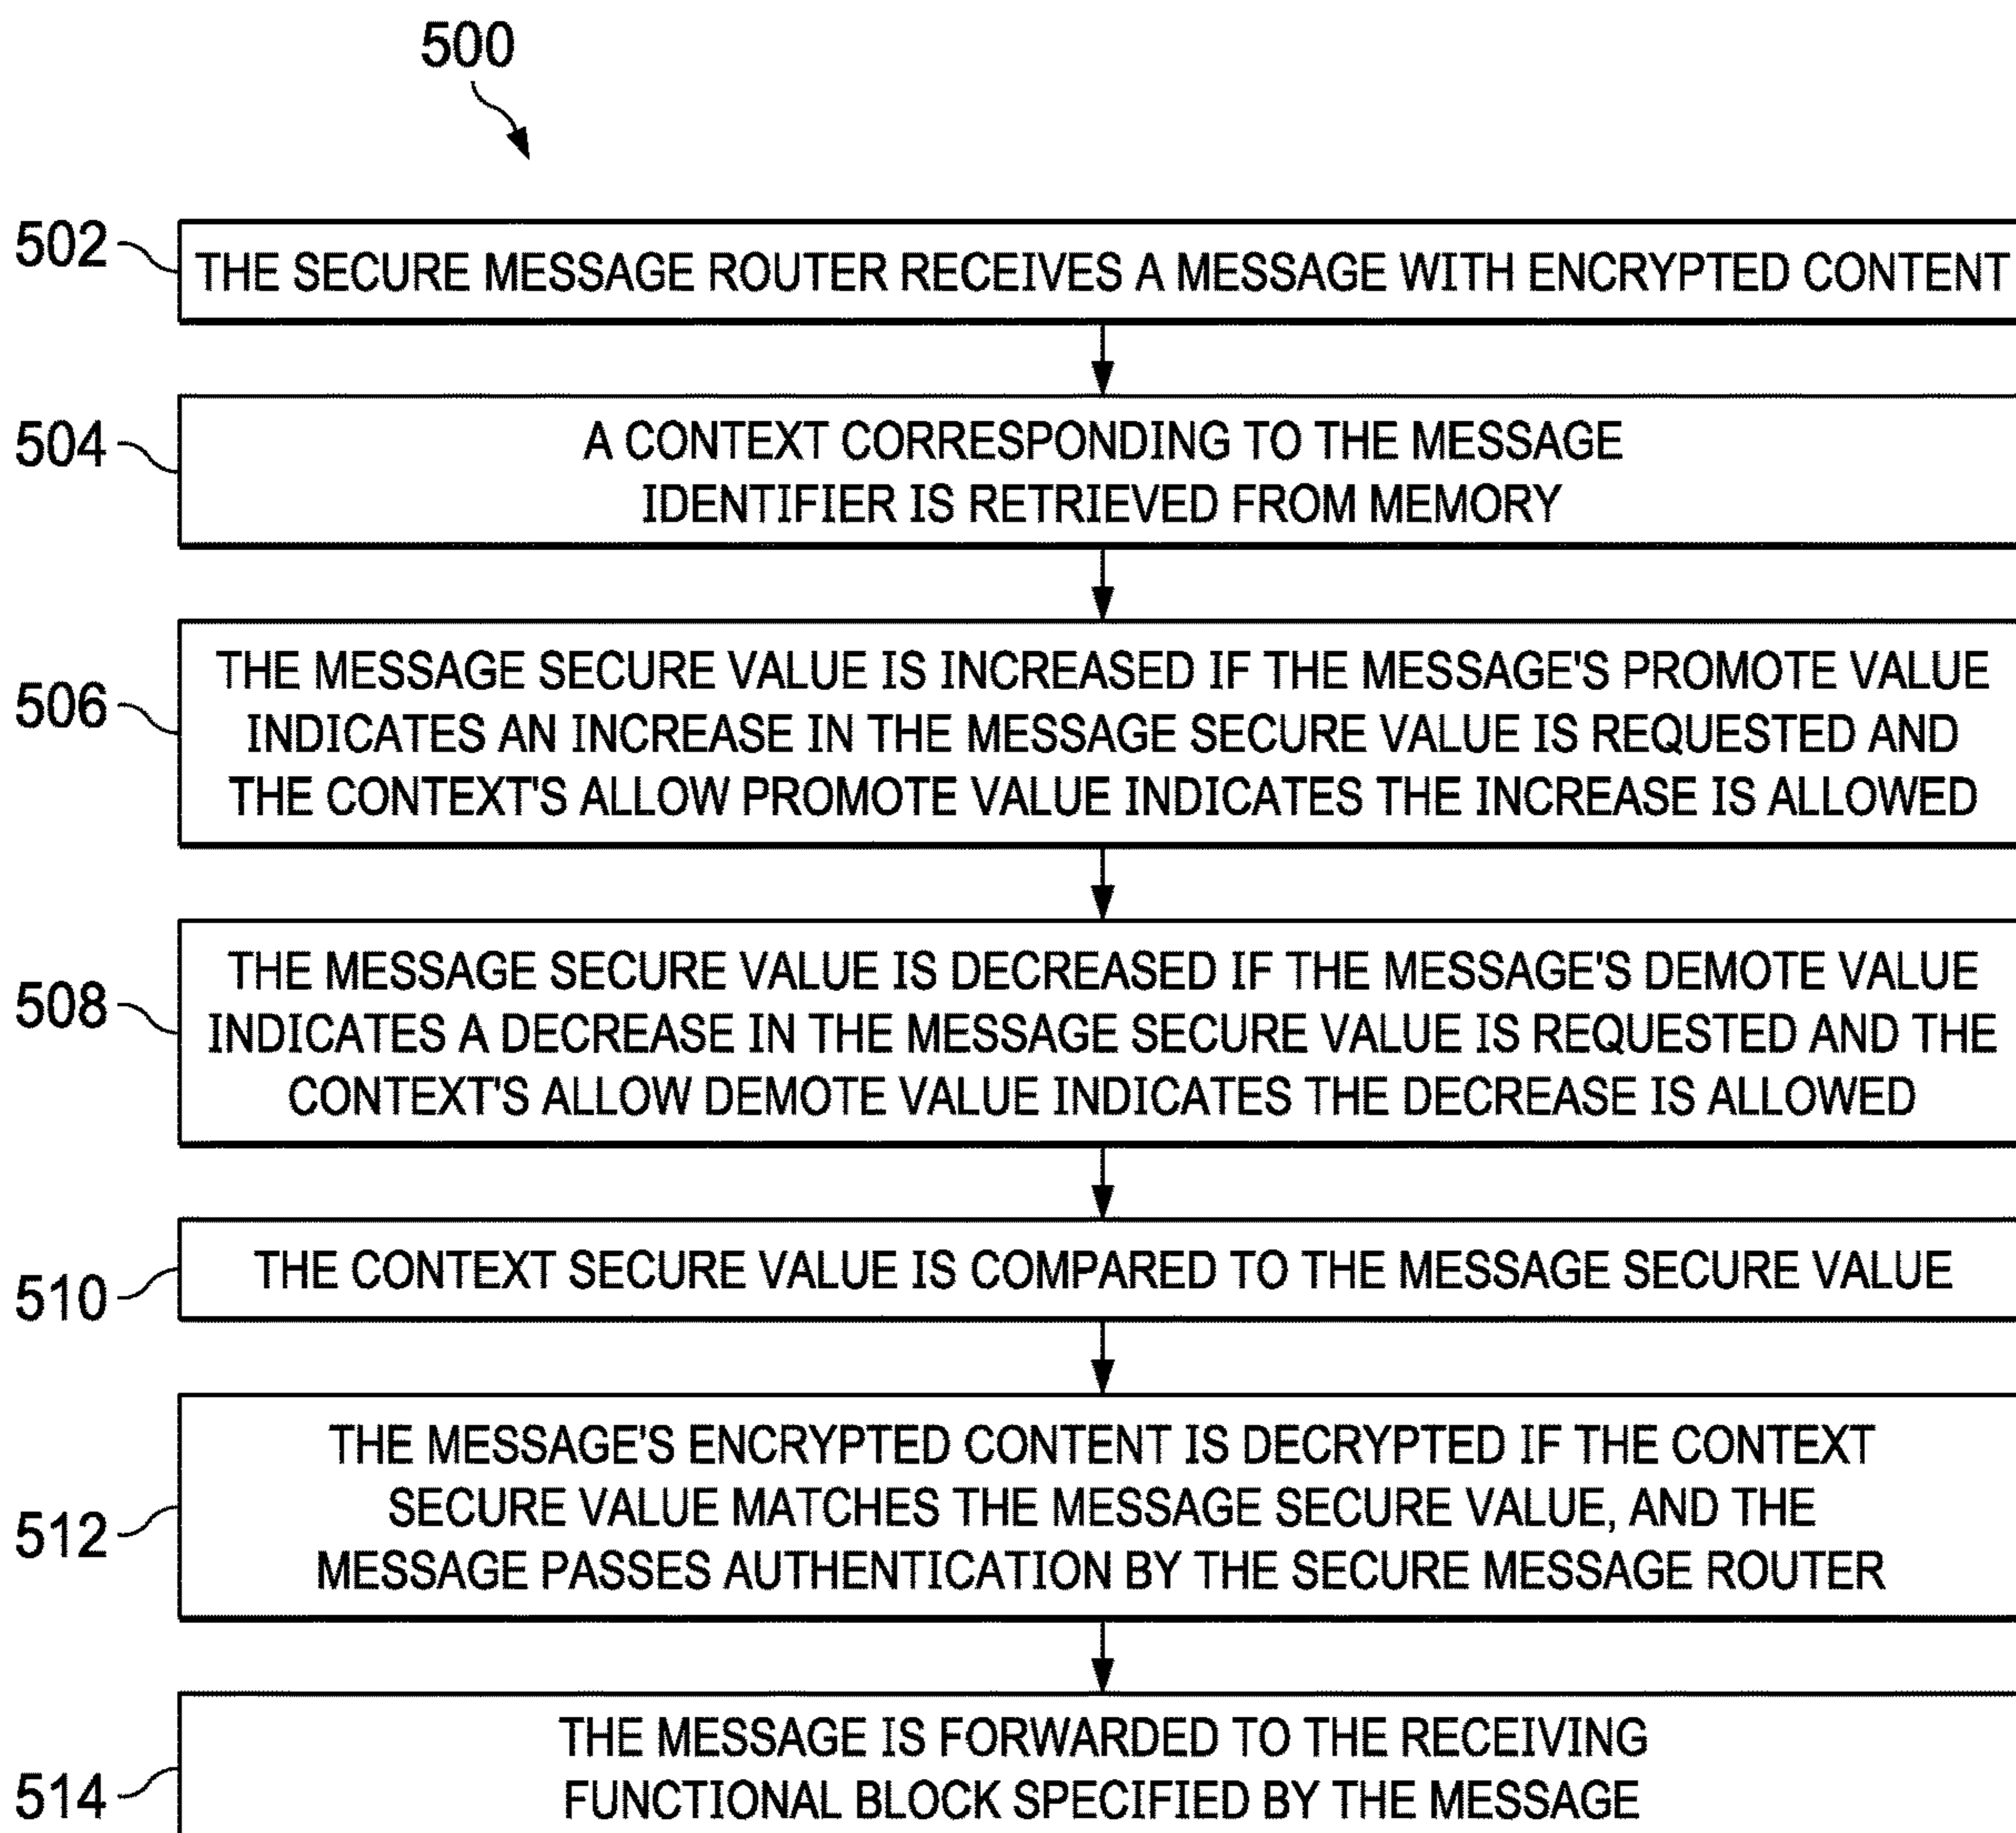 500
502
THE SECURE MESSAGE ROUTER RECEIVES A MESSAGE WITH ENCRYPTED CONTENT
504
A CONTEXT CORRESPONDING TO THE MESSAGE
IDENTIFIER IS RETRIEVED FROM MEMORY
506
THE MESSAGE SECURE VALUE IS INCREASED IF THE MESSAGE'S PROMOTE VALUE
INDICATES AN INCREASE IN THE MESSAGE SECURE VALUE IS REQUESTED AND
THE CONTEXT'S ALLOW PROMOTE VALUE INDICATES THE INCREASE IS ALLOWED
508
THE MESSAGE SECURE VALUE IS DECREASED IF THE MESSAGE'S DEMOTE VALUE
INDICATES A DECREASE IN THE MESSAGE SECURE VALUE IS REQUESTED AND THE
CONTEXT'S ALLOW DEMOTE VALUE INDICATES THE DECREASE IS ALLOWED
510
THE CONTEXT SECURE VALUE IS COMPARED TO THE MESSAGE SECURE VALUE
512
THE MESSAGE'S ENCRYPTED CONTENT IS DECRYPTED IF THE CONTEXT
SECURE VALUE MATCHES THE MESSAGE SECURE VALUE, AND THE
MESSAGE PASSES AUTHENTICATION BY THE SECURE MESSAGE ROUTER
514
THE MESSAGE IS FORWARDED TO THE RECEIVING
FUNCTIONAL BLOCK SPECIFIED BY THE MESSAGE